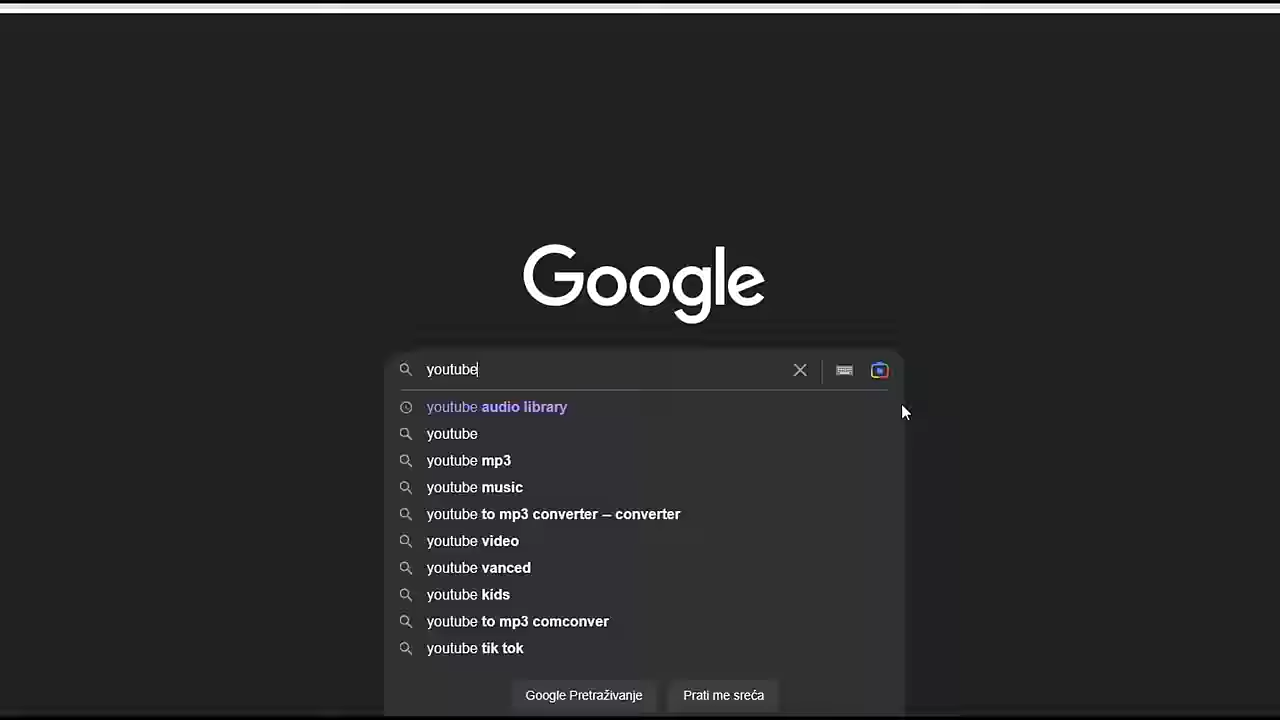 Google
youtube
youtube audio library
youtube
youtube mp3
youtube music
youtube to mp3 converter – converter
youtube video
youtube vanced
youtube kids
youtube to mp3 comconver
youtube tik tok
Google Pretraživanje
Prati me sreća